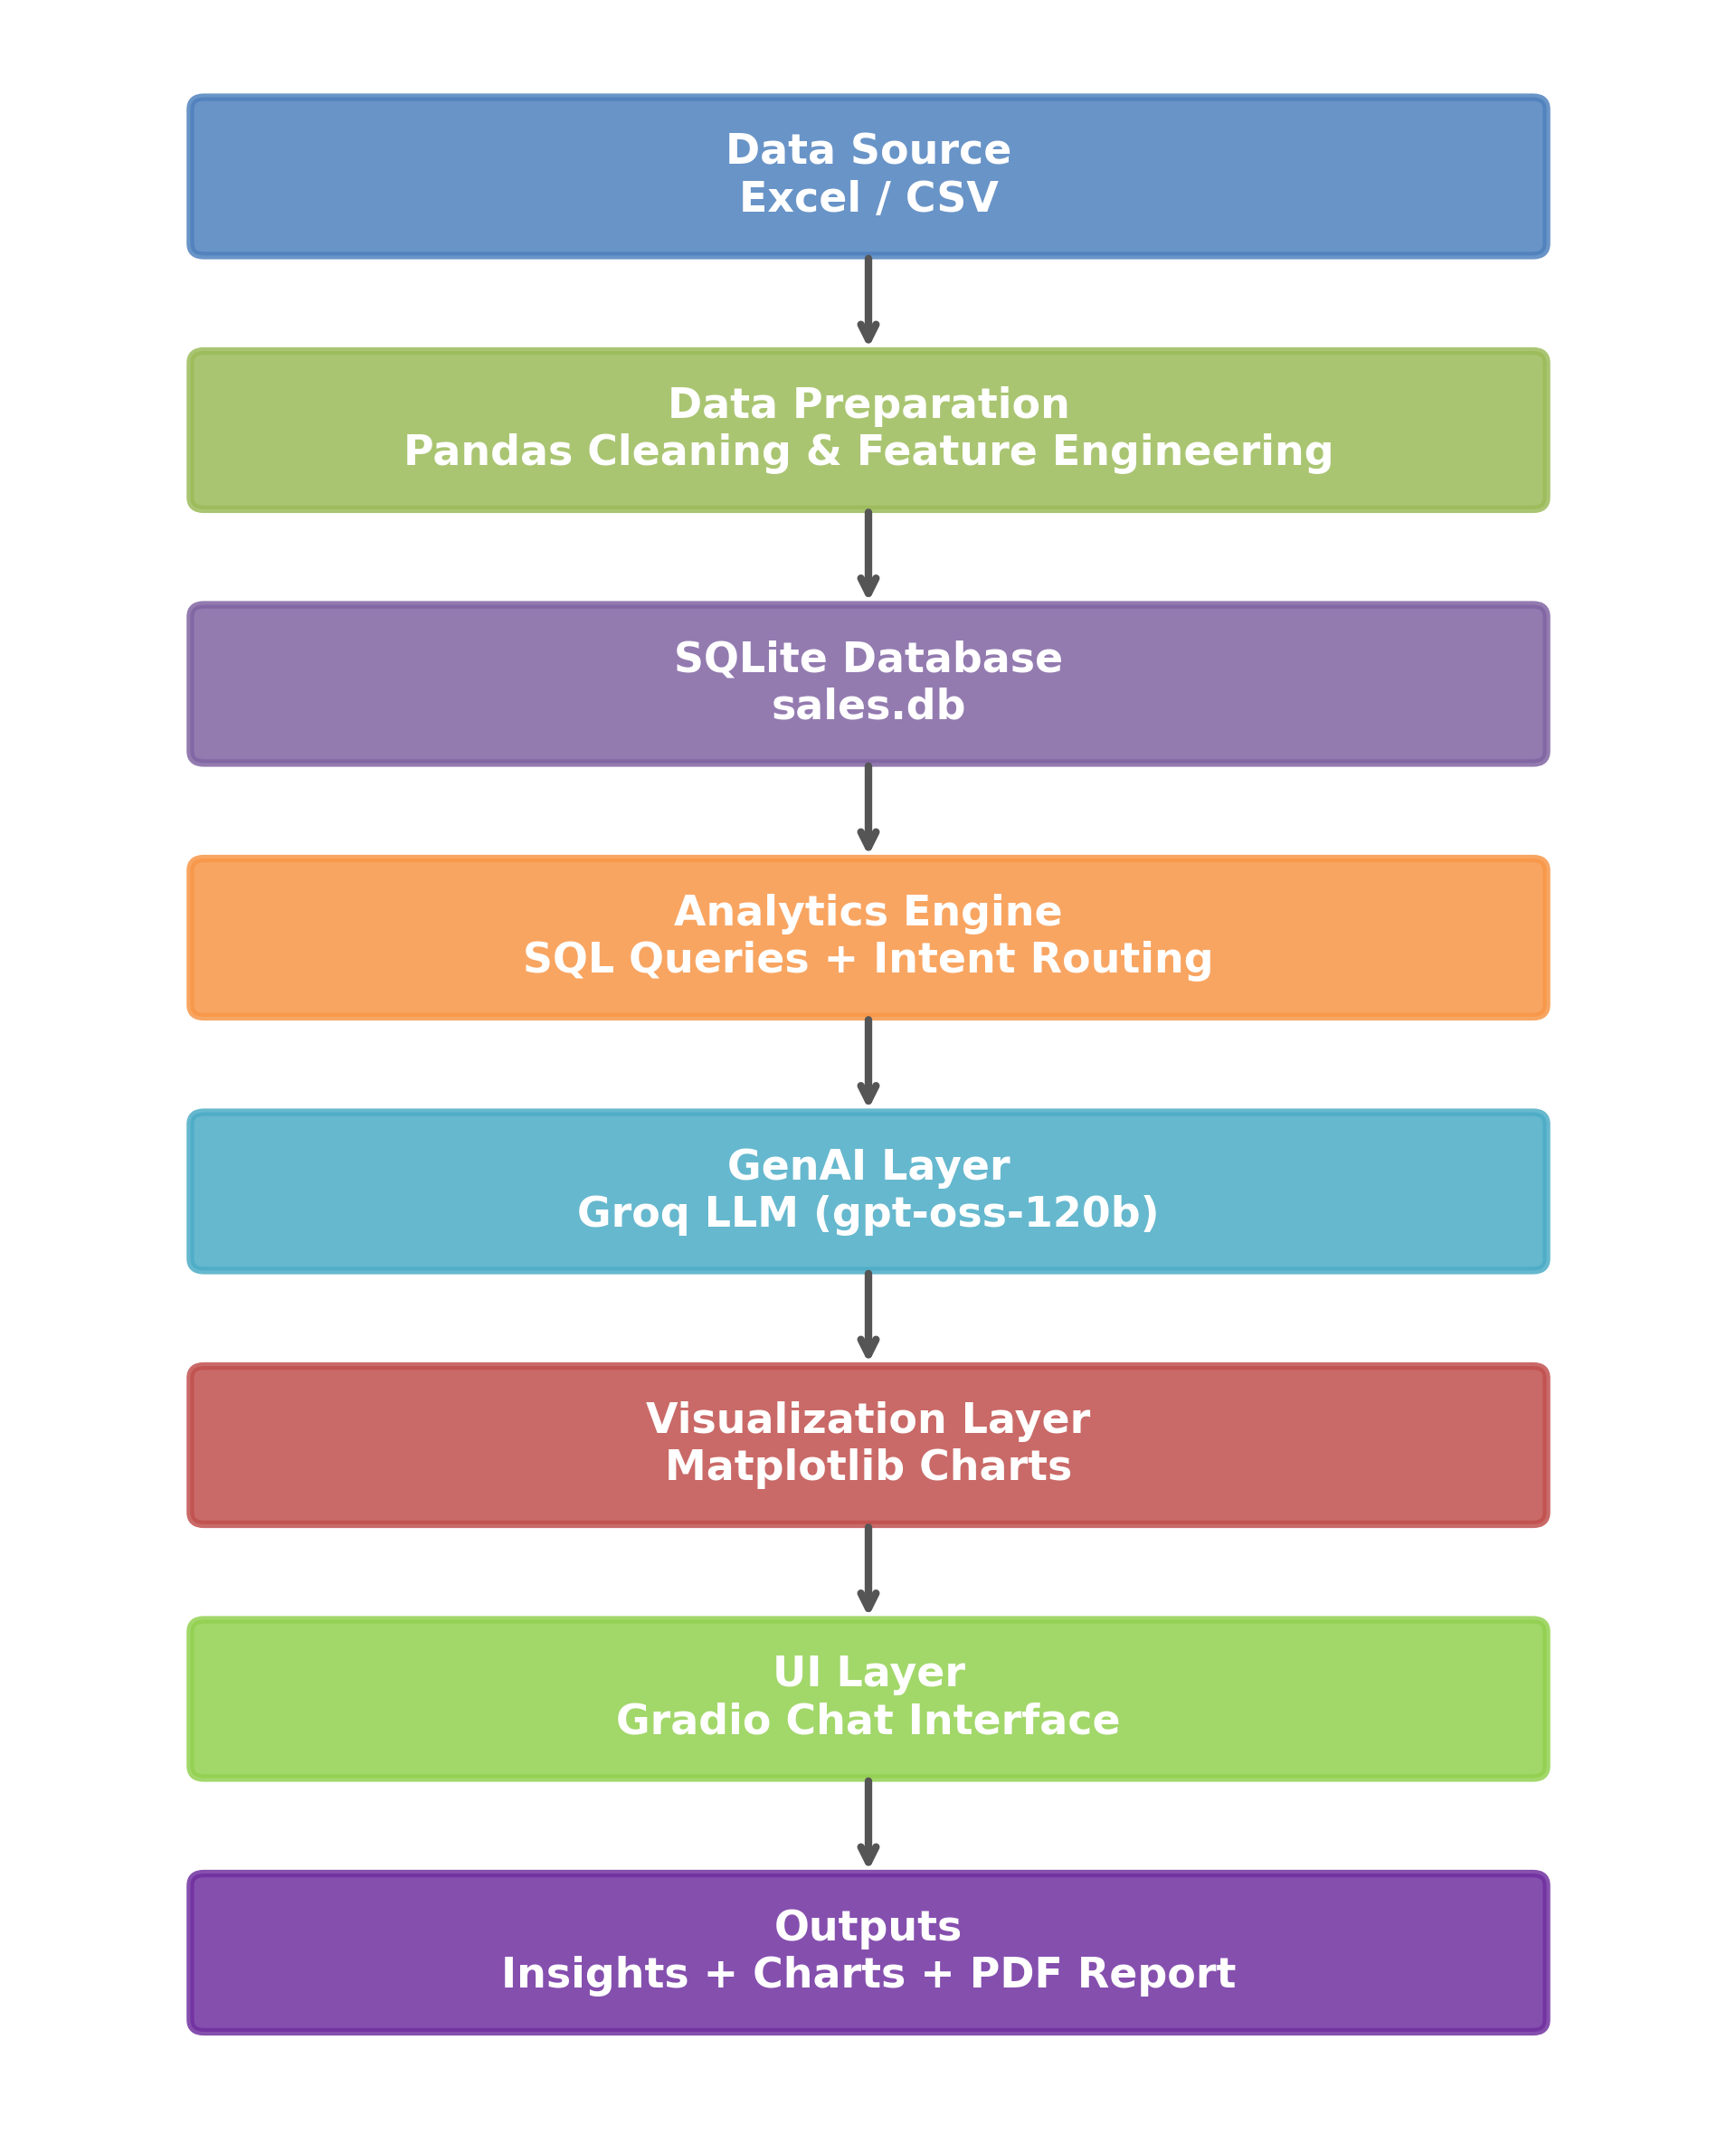 Data Source
Excel / CSV
Data Preparation
Pandas Cleaning & Feature Engineering
SQLite Database
sales.db
Analytics Engine
SQL Queries + Intent Routing
GenAI Layer
Groq LLM (gpt-oss-120b)
Visualization Layer
Matplotlib Charts
UI Layer
Gradio Chat Interface
Outputs
Insights + Charts + PDF Report